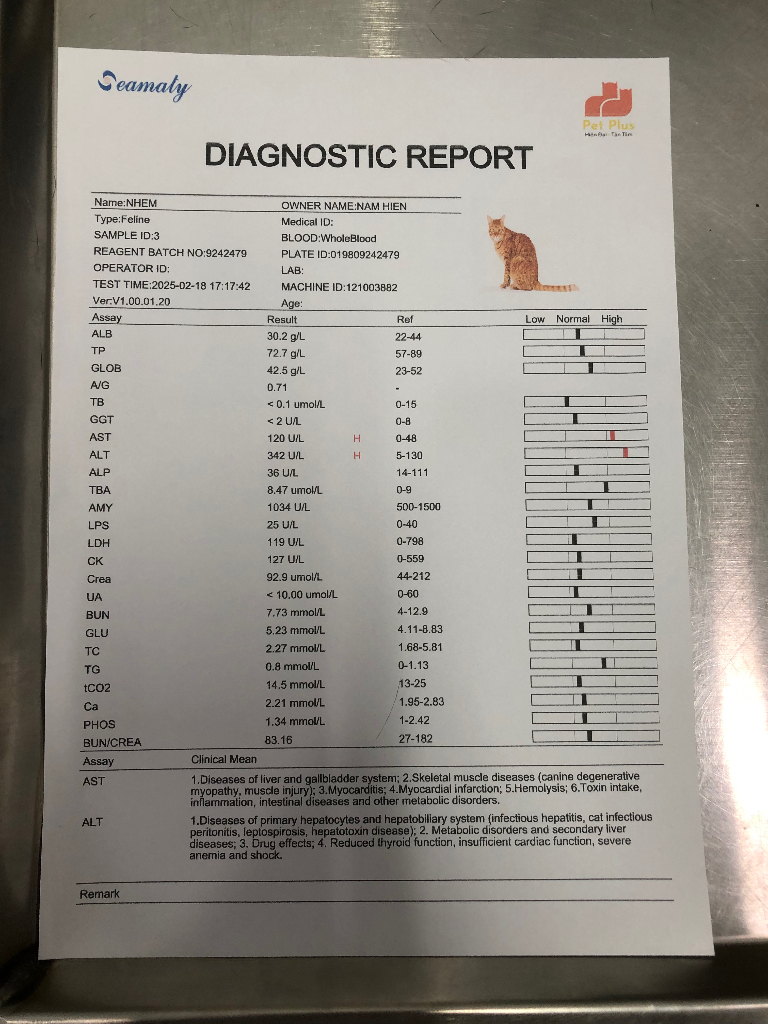 Seamaty
Pet Plus
Hiện Đại - Tận Tâm
DIAGNOSTIC REPORT
Name:NHEM OWNER NAME:NAM HIEN
Type:Feline Medical ID:
SAMPLE ID:3 BLOOD:WholeBlood
REAGENT BATCH NO:9242479 PLATE ID:019809242479
OPERATOR ID: LAB:
TEST TIME:2025-02-18 17:17:42 MACHINE ID:121003882
Ver:V1.00.01.20 Age:
Assay Result Ref Low Normal High
ALB 30.2 g/L 22-44
TP 72.7 g/L 57-89
GLOB 42.5 g/L 23-52
A/G 0.71 -
TB < 0.1 umol/L 0-15
GGT < 2 U/L 0-8
AST 120 U/L H 0-48
ALT 342 U/L H 5-130
ALP 36 U/L 14-111
TBA 8.47 umol/L 0-9
AMY 1034 U/L 500-1500
LPS 25 U/L 0-40
LDH 119 U/L 0-798
CK 127 U/L 0-559
Crea 92.9 umol/L 44-212
UA < 10.00 umol/L 0-60
BUN 7.73 mmol/L 4-12.9
GLU 5.23 mmol/L 4.11-8.83
TC 2.27 mmol/L 1.68-5.81
TG 0.8 mmol/L 0-1.13
tCO2 14.5 mmol/L 13-25
Ca 2.21 mmol/L 1.95-2.83
PHOS 1.34 mmol/L 1-2.42
BUN/CREA 83.16 27-182
Assay Clinical Mean
AST 1.Diseases of liver and gallbladder system; 2.Skeletal muscle diseases (canine degenerative
myopathy, muscle injury); 3.Myocarditis; 4.Myocardial infarction; 5.Hemolysis; 6.Toxin intake,
inflammation, intestinal diseases and other metabolic disorders.
ALT 1.Diseases of primary hepatocytes and hepatobiliary system (infectious hepatitis, cat infectious
peritonitis, leptospirosis, hepatotoxin disease); 2. Metabolic disorders and secondary liver
diseases; 3. Drug effects; 4. Reduced thyroid function, insufficient cardiac function, severe
anemia and shock.
Remark